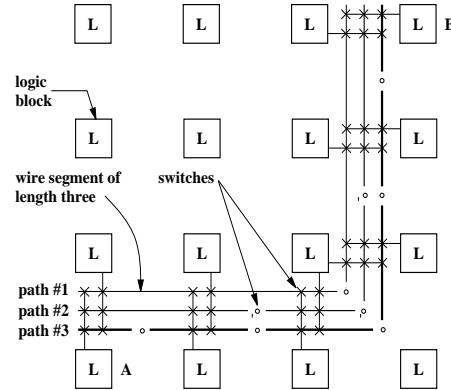 L L L L B
logic
block
L L L L
wire segment of
length three
switches
L L L L
path #1
path #2
path #3
L A L L L